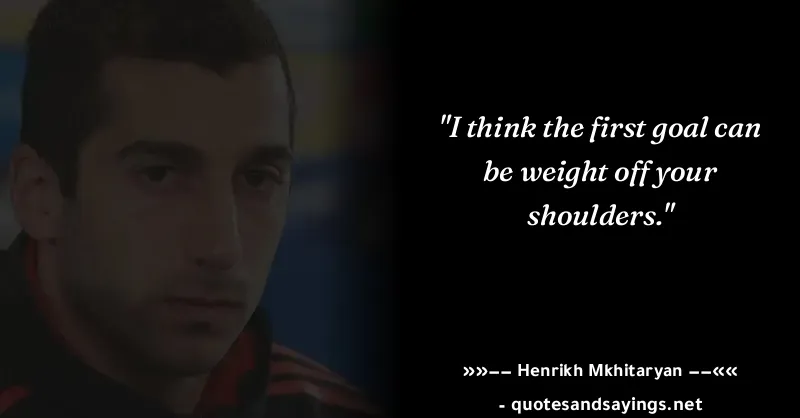 "I think the first goal can
be weight off your
shoulders."
»»−− Henrikh Mkhitaryan −−««
- quotesandsayings.net